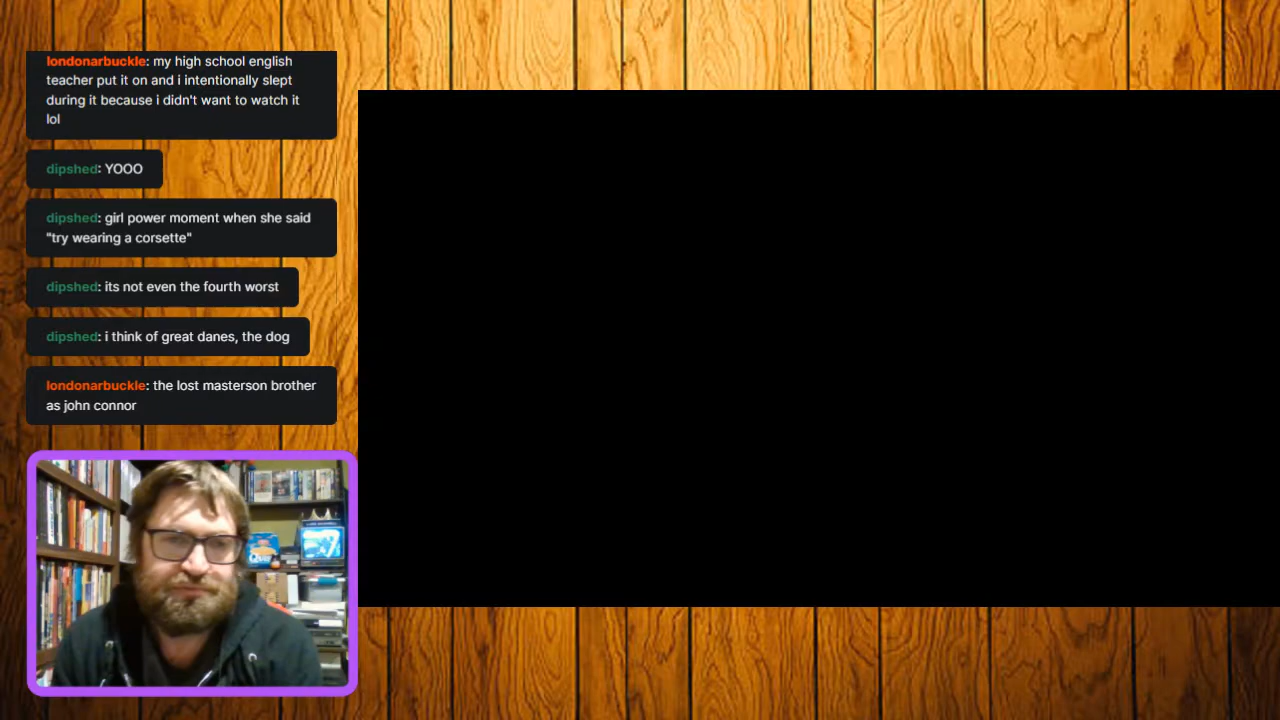 londonarbuckle: my high school english
teacher put it on and i intentionally slept
during it because i didn't want to watch it
lol
dipshed: YOOO
dipshed: girl power moment when she said
"try wearing a corsette"
dipshed: its not even the fourth worst
dipshed: i think of great danes, the dog
londonarbuckle: the lost masterson brother
as john connor